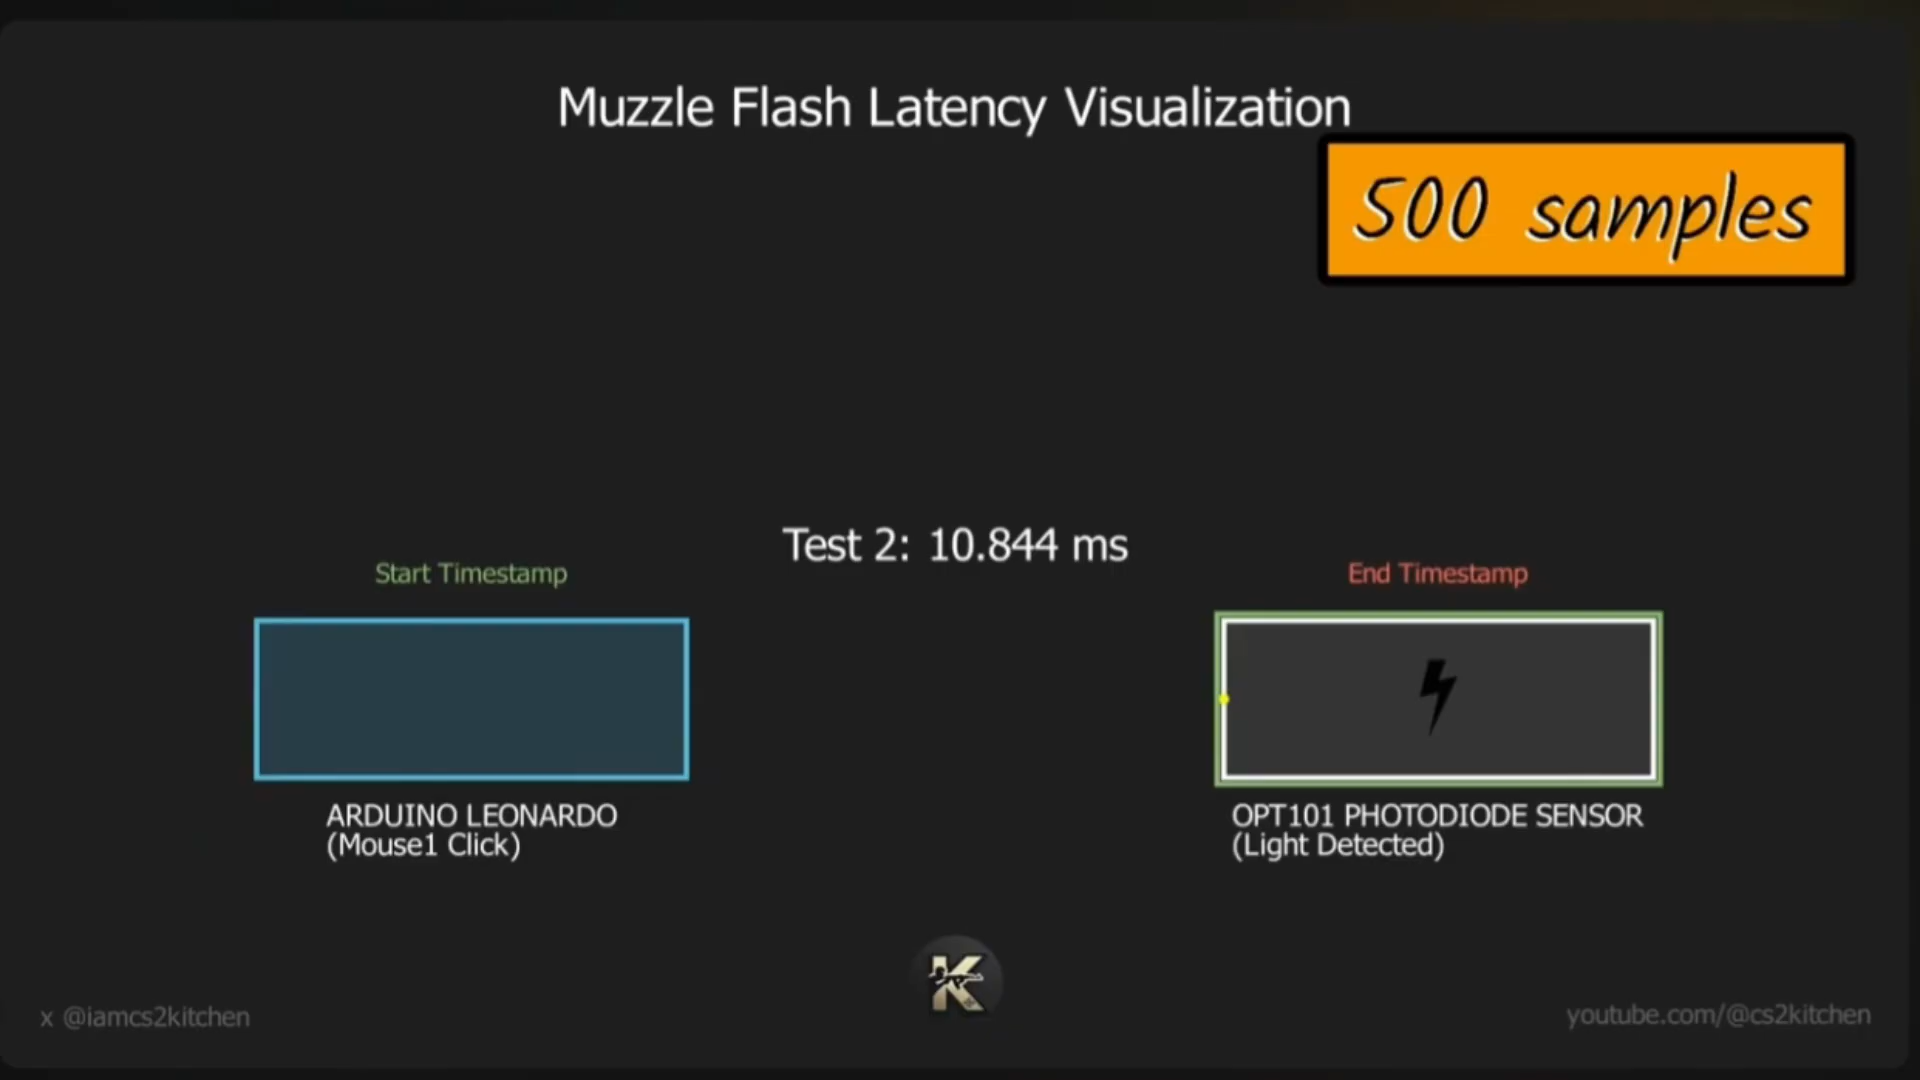 Muzzle Flash Latency Visualization
500 samples
Test 2: 10.844 ms
Start Timestamp
End Timestamp
ARDUINO LEONARDO
(Mouse1 Click)
OPT101 PHOTODIODE SENSOR
(Light Detected)
K
x @iamcs2kitchen
youtube.com/@cs2kitchen